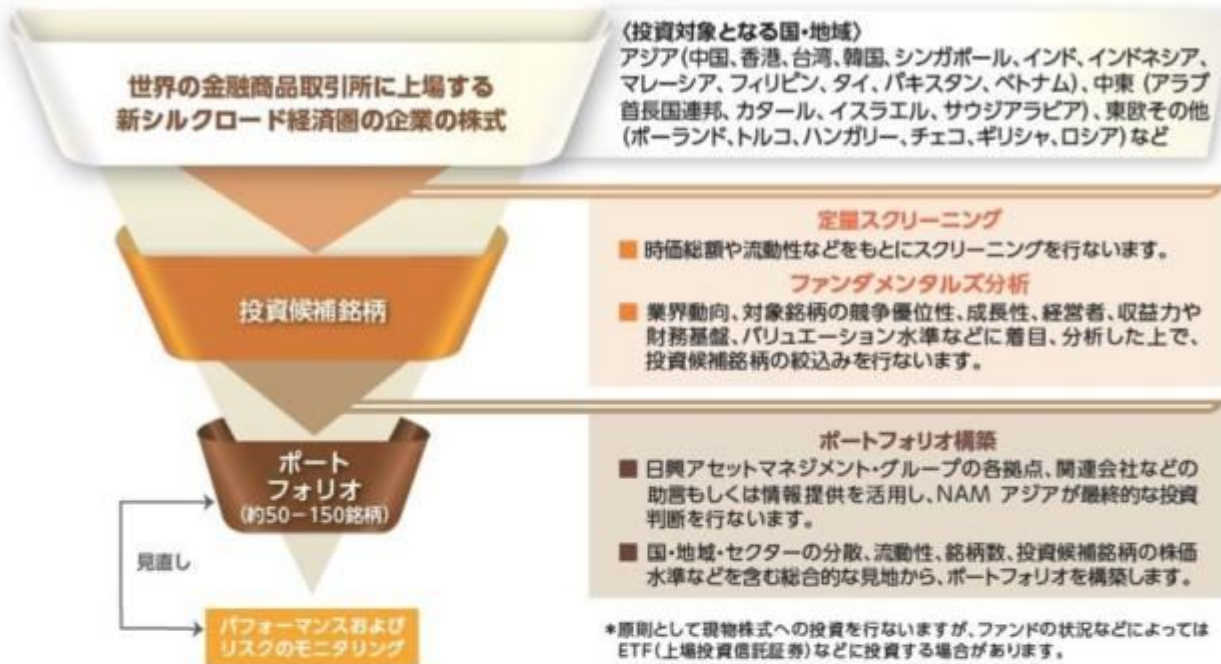 世界の金融商品取引所に上場する
新シルクロード経済圏の企業の株式
〈投資対象となる国・地域〉
アジア(中国、香港、台湾、韓国、シンガポール、インド、インドネシア、
マレーシア、フィリピン、タイ、パキスタン、ベトナム)、中東 (アラブ
首長国連邦、カタール、イスラエル、サウジアラビア)、東欧その他
(ポーランド、トルコ、ハンガリー、チェコ、ギリシャ、ロシア)など
定量スクリーニング
■ 時価総額や流動性などをもとにスクリーニングを行ないます。
ファンダメンタルズ分析
■ 業界動向、対象銘柄の競争優位性、成長性、経営者、収益力や
財務基盤、バリュエーション水準などに着目、分析した上で、
投資候補銘柄の絞込みを行ないます。
投資候補銘柄
ポートフォリオ構築
■ 日興アセットマネジメント・グループの各拠点、関連会社などの
助言もしくは情報提供を活用し、NAM アジアが最終的な投資
判断を行ないます。
■ 国・地域・セクターの分散、流動性、銘柄数、投資候補銘柄の株価
水準などを含む総合的な見地から、ポートフォリオを構築します。
ポート
フォリオ
(約50-150銘柄)
見直し
パフォーマンスおよび
リスクのモニタリング
*原則として現物株式への投資を行ないますが、ファンドの状況などによっては
ETF(上場投資信託証券)などに投資する場合があります。